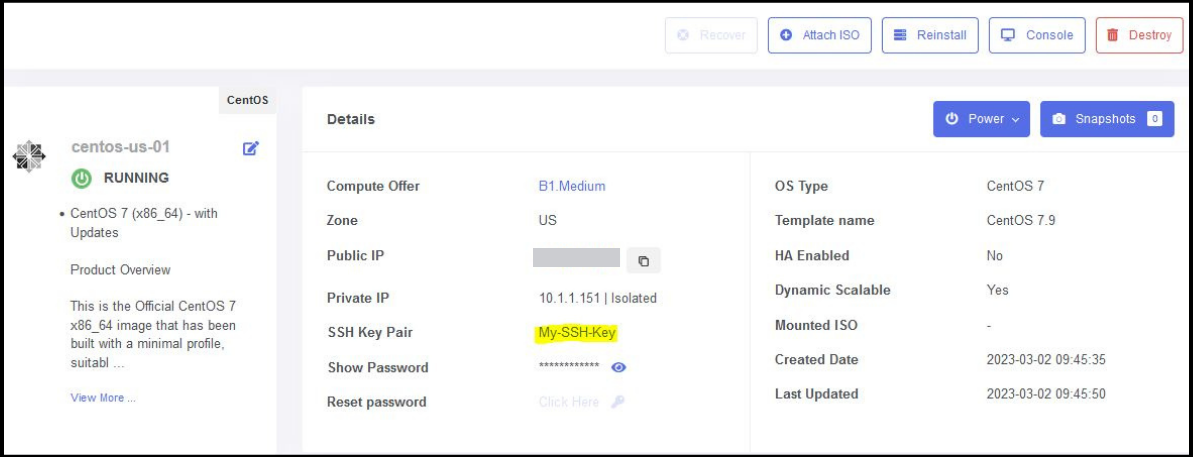 Recover
Attach ISO
Reinstall
Console
Destroy
CentOS
centos-us-01
RUNNING
• CentOS 7 (x86_64) - with
Updates
Product Overview
This is the Official CentOS 7
x86_64 image that has been
built with a minimal profile,
suitabl ...
View More ...
Details
Power
Snapshots 0
Compute Offer B1.Medium
Zone US
Public IP
Private IP 10.1.1.151 | Isolated
SSH Key Pair My-SSH-Key
Show Password ************
Reset password Click Here
OS Type CentOS 7
Template name CentOS 7.9
HA Enabled No
Dynamic Scalable Yes
Mounted ISO -
Created Date 2023-03-02 09:45:35
Last Updated 2023-03-02 09:45:50